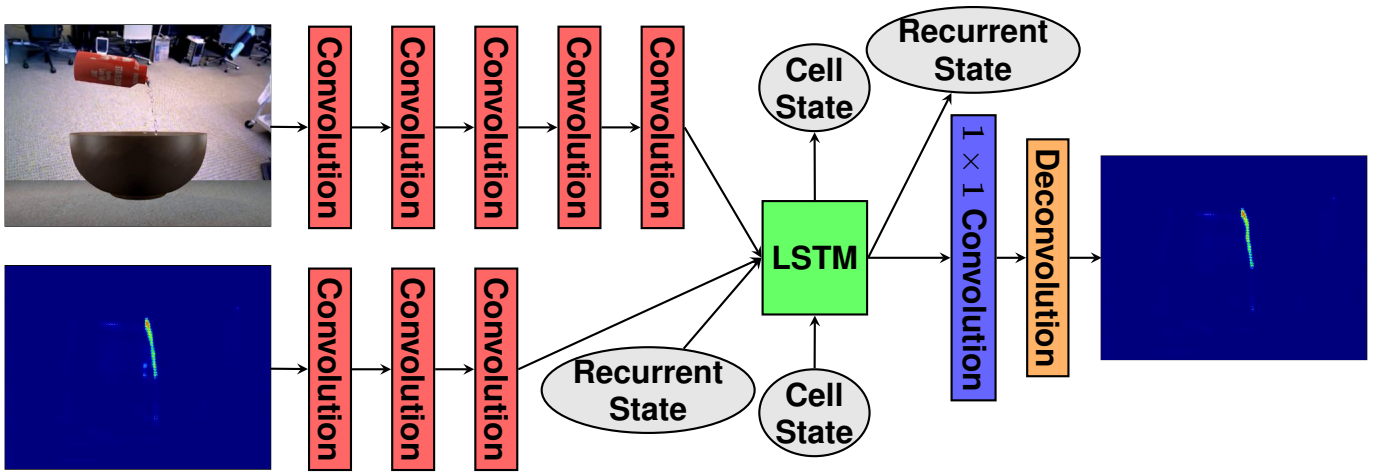 Convolution
Convolution
Convolution
Convolution
Convolution
Cell
State
Recurrent
State
LSTM
1 × 1 Convolution
Deconvolution
Convolution
Convolution
Convolution
Recurrent
State
Cell
State